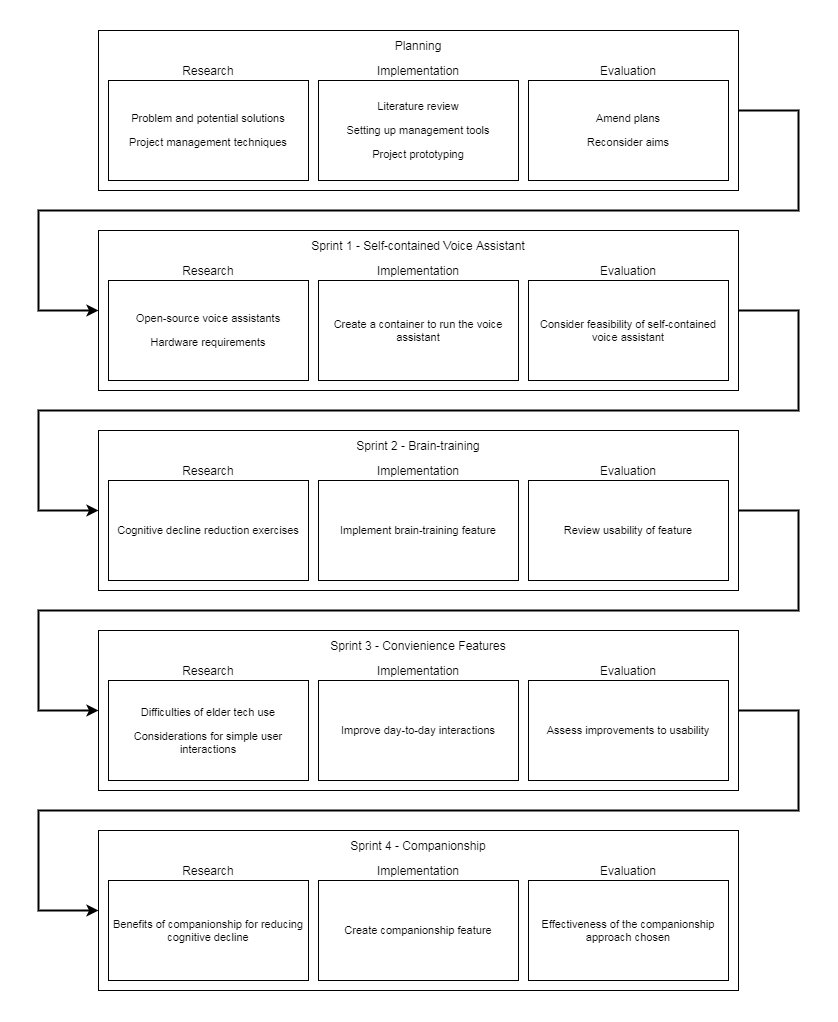 Planning
Research
Implementation
Evaluation
Problem and potential solutions
Project management techniques
Literature review
Setting up management tools
Project prototyping
Amend plans
Reconsider aims
Sprint 1 - Self-contained Voice Assistant
Research
Implementation
Evaluation
Open-source voice assistants
Hardware requirements
Create a container to run the voice
assistant
Consider feasibility of self-contained
voice assistant
Sprint 2 - Brain-training
Research
Implementation
Evaluation
Cognitive decline reduction exercises
Implement brain-training feature
Review usability of feature
Sprint 3 - Convienience Features
Research
Implementation
Evaluation
Difficulties of elder tech use
Considerations for simple user
interactions
Improve day-to-day interactions
Assess improvements to usability
Sprint 4 - Companionship
Research
Implementation
Evaluation
Benefits of companionship for reducing
cognitive decline
Create companionship feature
Effectiveness of the companionship
approach chosen